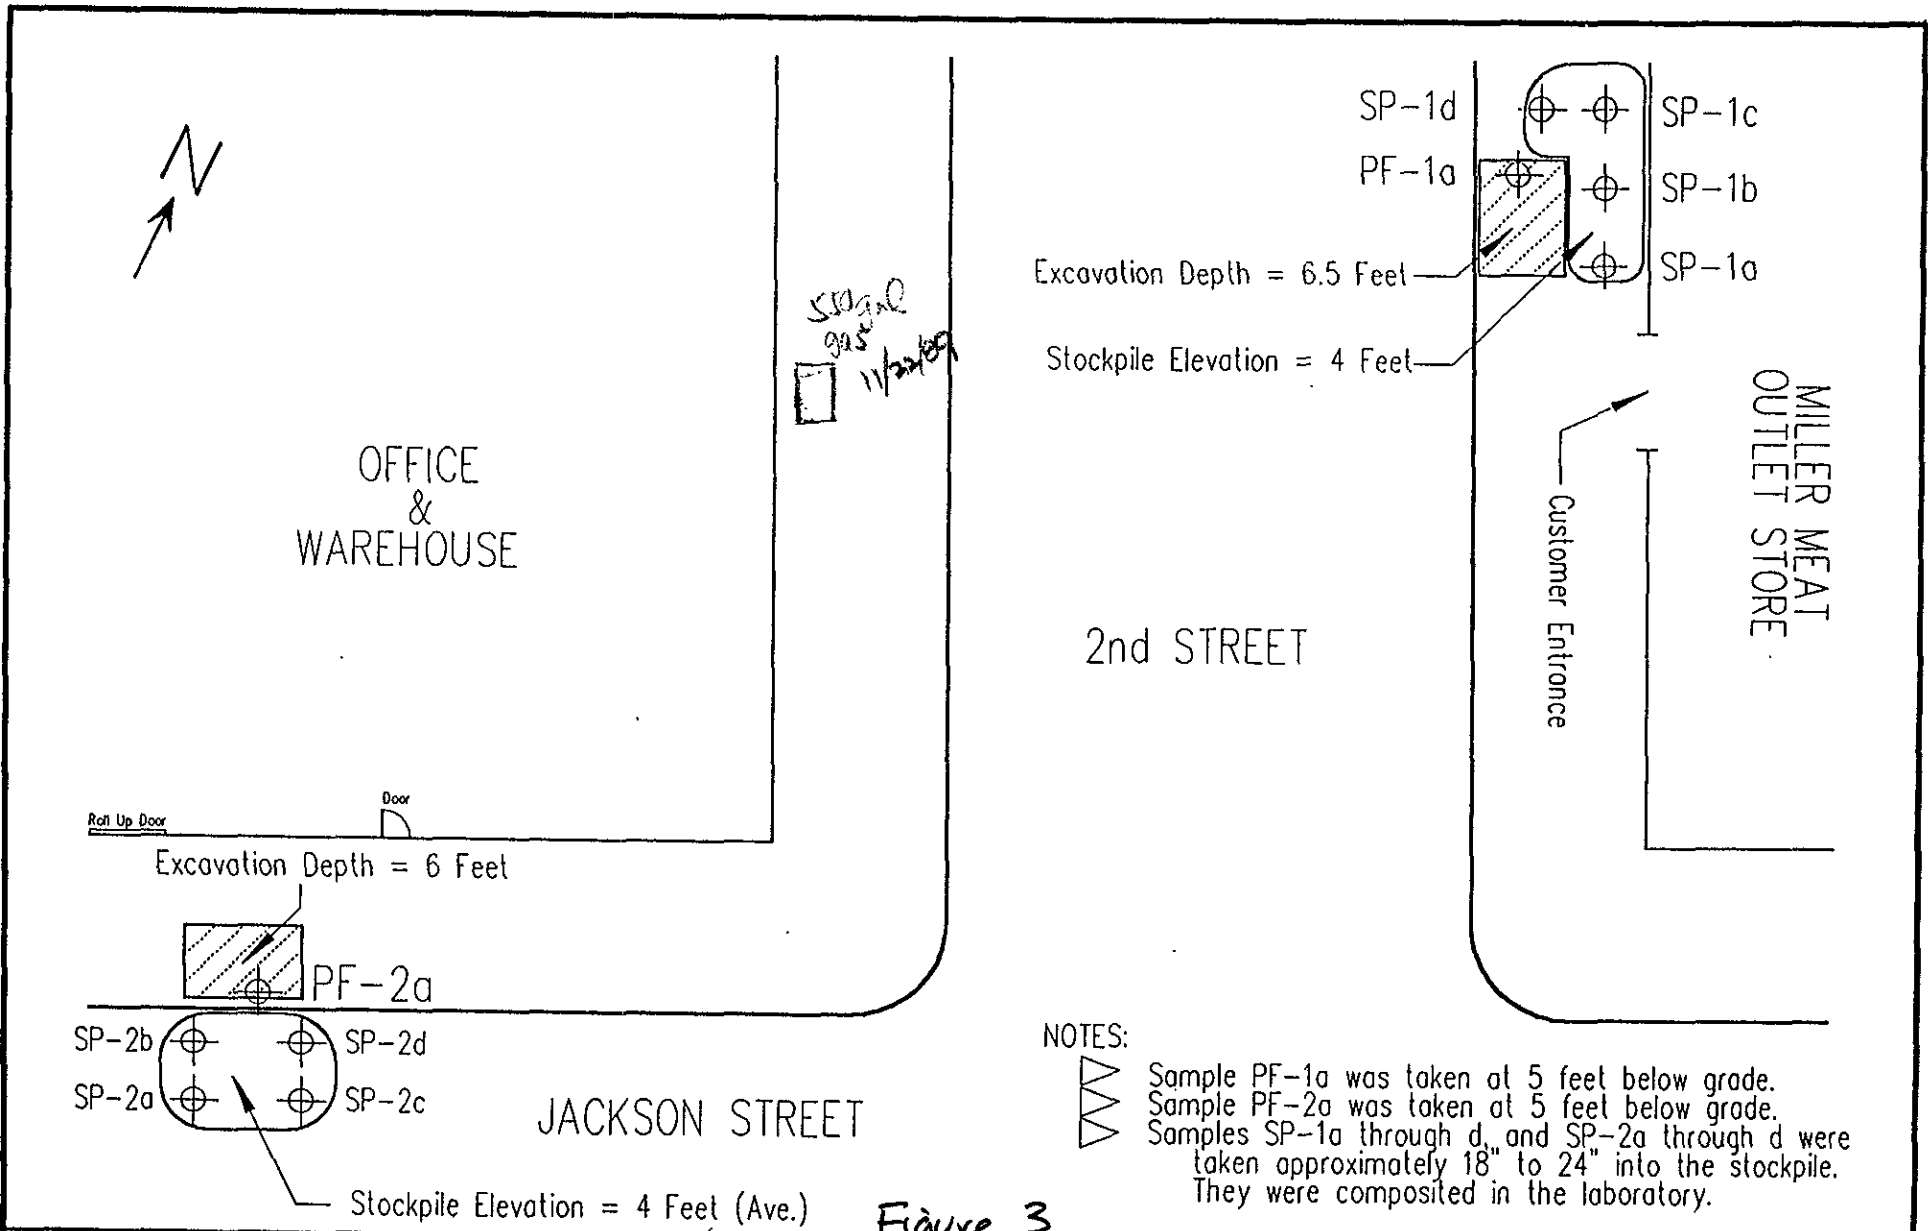 N
SP-1d
SP-1c
PF-1a
SP-1b
SP-1a
Excavation Depth = 6.5 Feet
Stockpile Elevation = 4 Feet
gas
11/22/89
OFFICE
&
WAREHOUSE
MILLER MEAT
OUTLET STORE
Customer Entrance
2nd STREET
Roll Up Door
Door
Excavation Depth = 6 Feet
PF-2a
SP-2b
SP-2d
SP-2a
SP-2c
JACKSON STREET
Stockpile Elevation = 4 Feet (Ave.)
NOTES:
Sample PF-1a was taken at 5 feet below grade.
Sample PF-2a was taken at 5 feet below grade.
Samples SP-1a through d, and SP-2a through d were
taken approximately 18" to 24" into the stockpile.
They were composited in the laboratory.
Figure 3